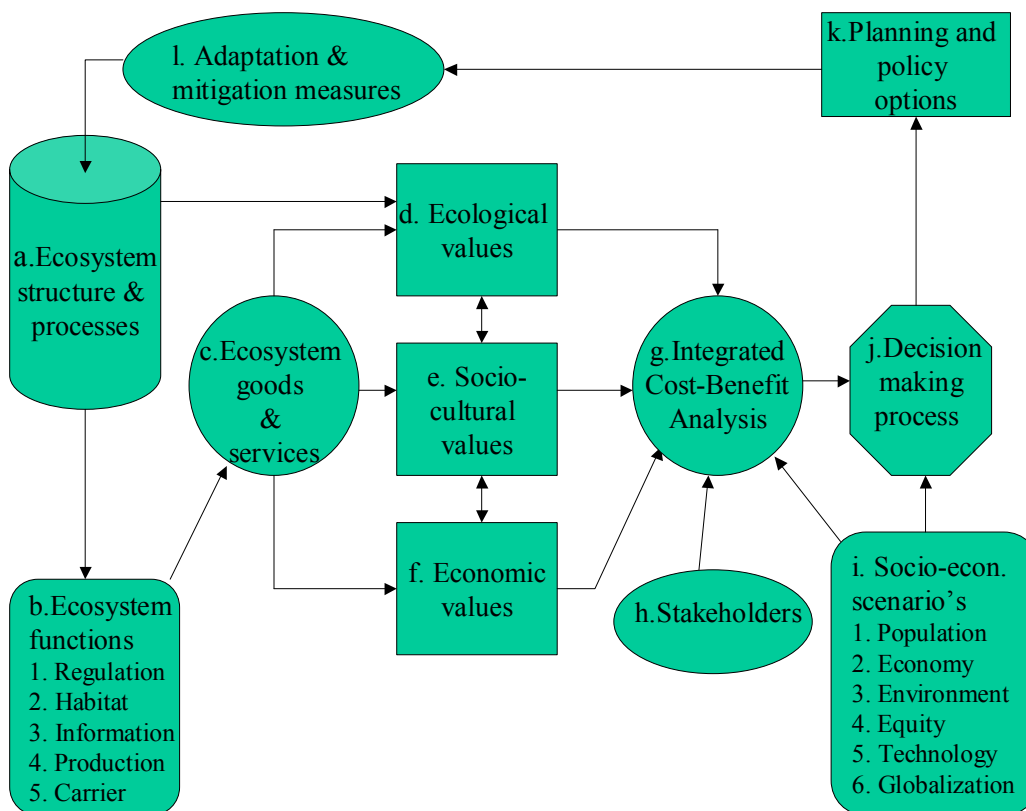 l. Adaptation &
mitigation measures
k.Planning and
policy
options
a.Ecosystem
structure &
processes
b.Ecosystem
functions
1. Regulation
2. Habitat
3. Information
4. Production
5. Carrier
c.Ecosystem
goods
&
services
d. Ecological
values
e. Socio-
cultural
values
f. Economic
values
g.Integrated
Cost-Benefit
Analysis
h.Stakeholders
i. Socio-econ.
scenario’s
1. Population
2. Economy
3. Environment
4. Equity
5. Technology
6. Globalization
j.Decision
making
process